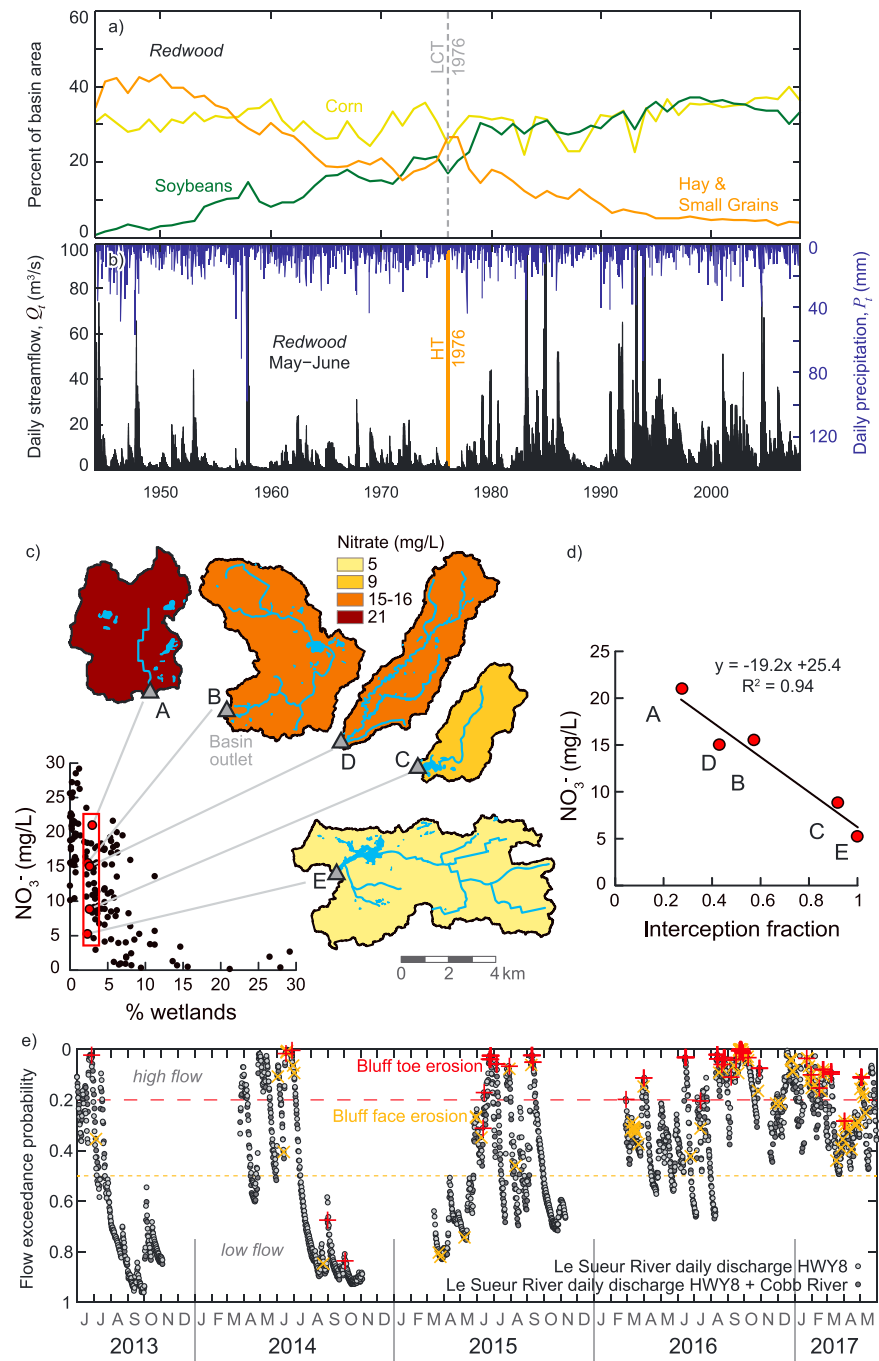 60
a)
Redwood
LCT
1976
40
Corn
Percent of basin area
20
Soybeans
Hay &
Small Grains
0
100
b)
0
80
40
Daily streamflow, Qt (m³/s)
60
Redwood
May–June
HT
1976
80
Daily precipitation, Pt (mm)
40
20
120
0
1950
1960
1970
1980
1990
2000
c)
Nitrate (mg/L)
5
9
15-16
21
d)
A
B
Basin
outlet
D
C
E
30
25
20
15
10
5
0
NO3- (mg/L)
0
5
10
15
20
25
30
% wetlands
0
2
4 km
25
20
15
10
5
0
NO3- (mg/L)
y = -19.2x +25.4
R² = 0.94
A
D
B
C
E
0
0.2
0.4
0.6
0.8
1
Interception fraction
e)
0
high flow
Bluff toe erosion
0.2
Bluff face erosion
0.4
Flow exceedance probability
0.6
low flow
0.8
Le Sueur River daily discharge HWY8
Le Sueur River daily discharge HWY8 + Cobb River
1
J J A S O N D J F M A M J J A S O N D J F M A M J J A S O N D J F M A M J J A S O N D J F M A M
2013
2014
2015
2016
2017